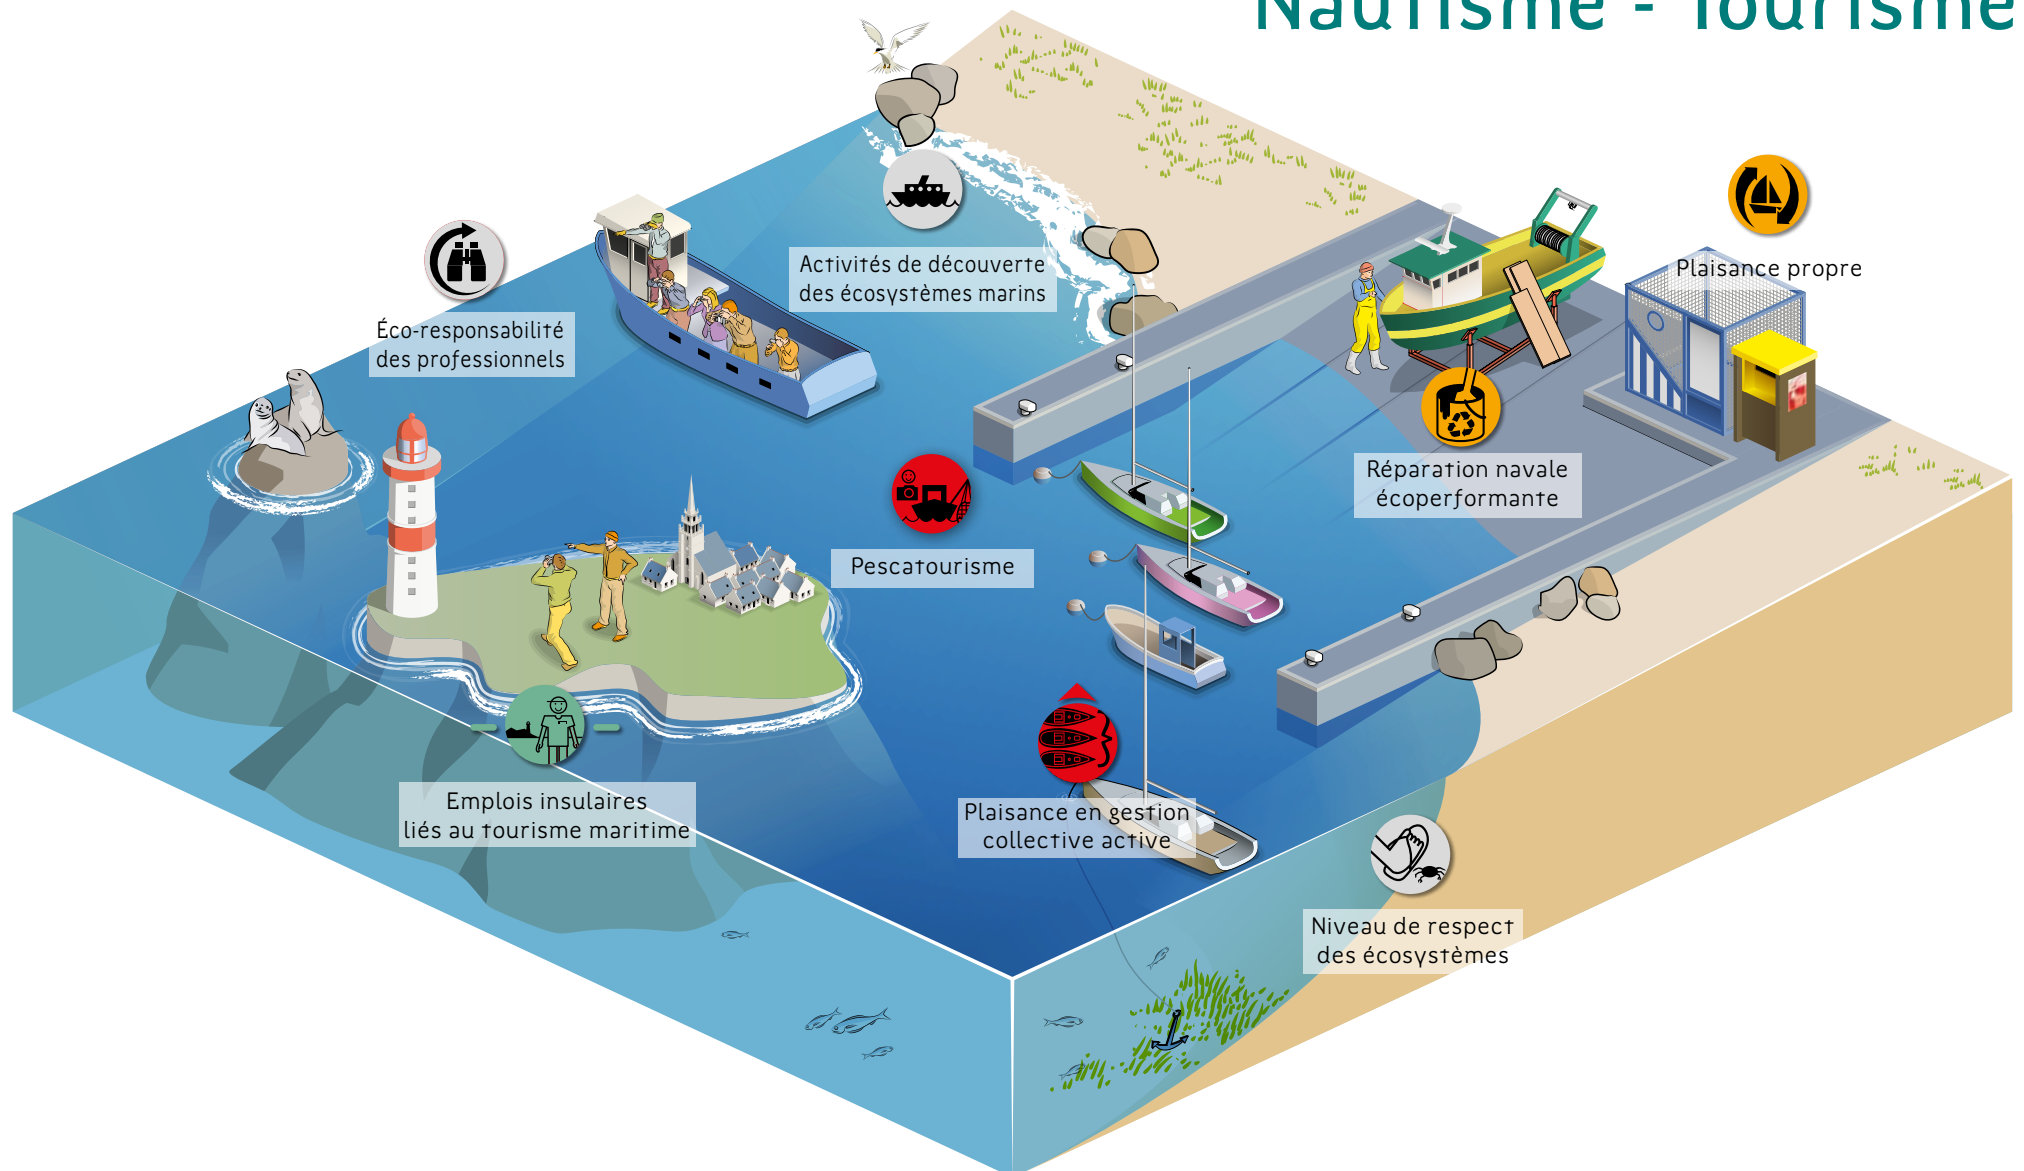 Nautisme - Tourisme
Activités de découverte
des écosystèmes marins
Plaisance propre
Éco-responsabilité
des professionnels
Réparation navale
écoperformante
Pescatourisme
Emplois insulaires
liés au tourisme maritime
Plaisance en gestion
collective active
Niveau de respect
des écosystèmes